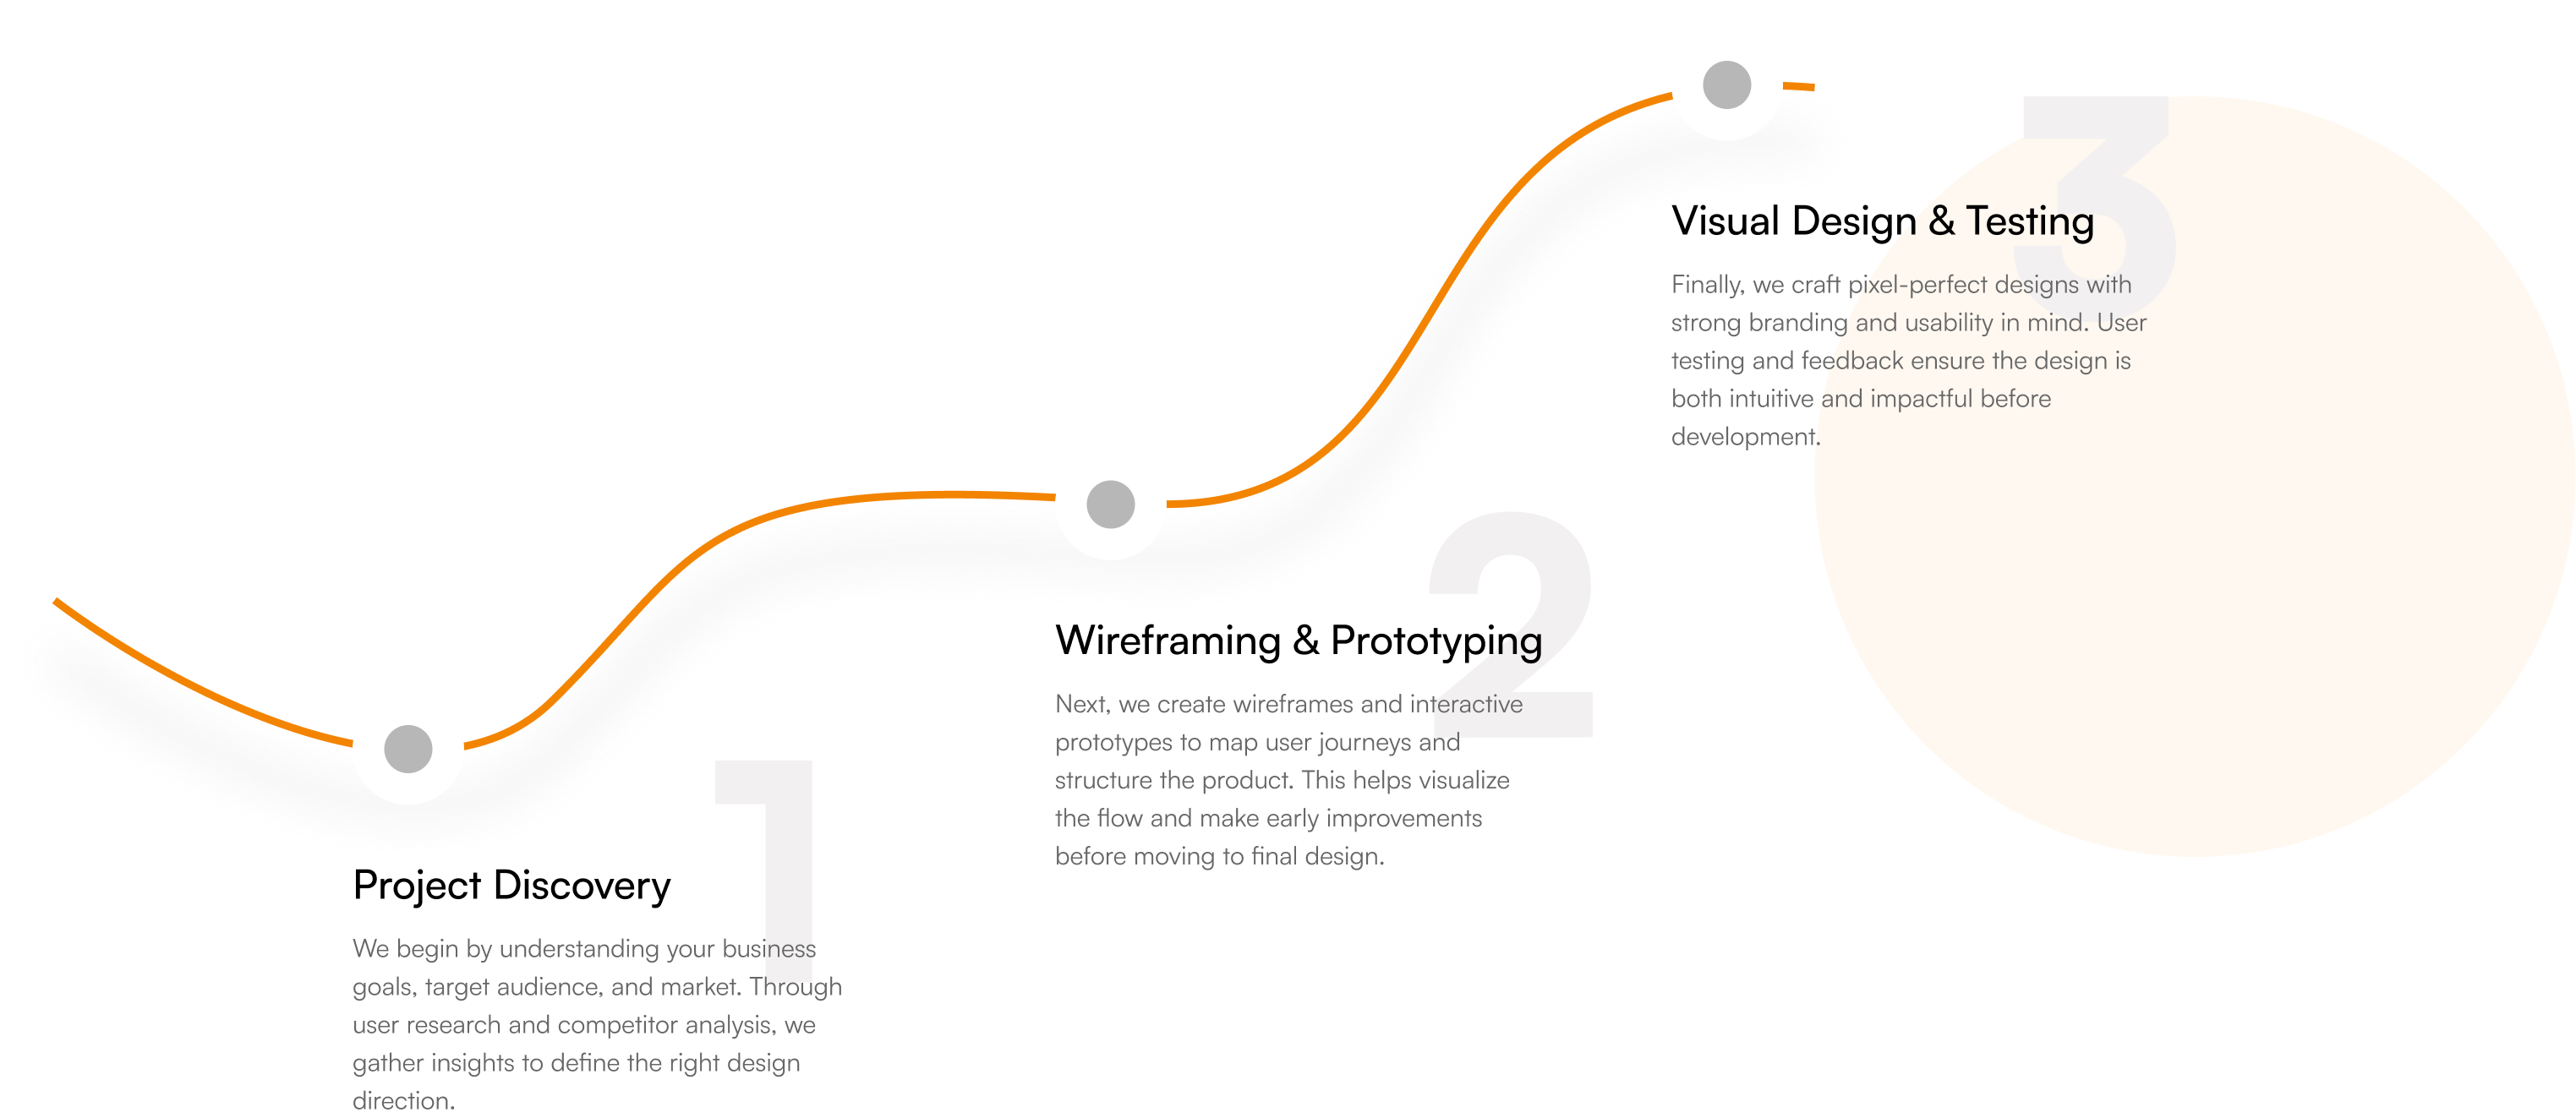 1
Project Discovery
We begin by understanding your business
goals, target audience, and market. Through
user research and competitor analysis, we
gather insights to define the right design
direction.
2
Wireframing & Prototyping
Next, we create wireframes and interactive
prototypes to map user journeys and
structure the product. This helps visualize
the flow and make early improvements
before moving to final design.
3
Visual Design & Testing
Finally, we craft pixel-perfect designs with
strong branding and usability in mind. User
testing and feedback ensure the design is
both intuitive and impactful before
development.